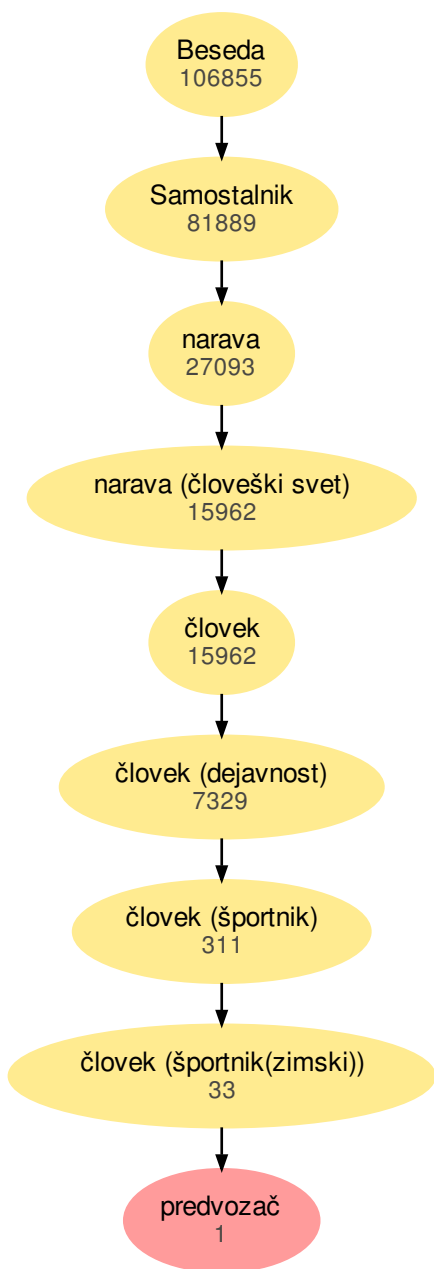 Beseda
106855
Samostalnik
81889
narava
27093
narava (človeški svet)
15962
človek
15962
človek (dejavnost)
7329
človek (športnik)
311
človek (športnik(zimski))
33
predvozač
1